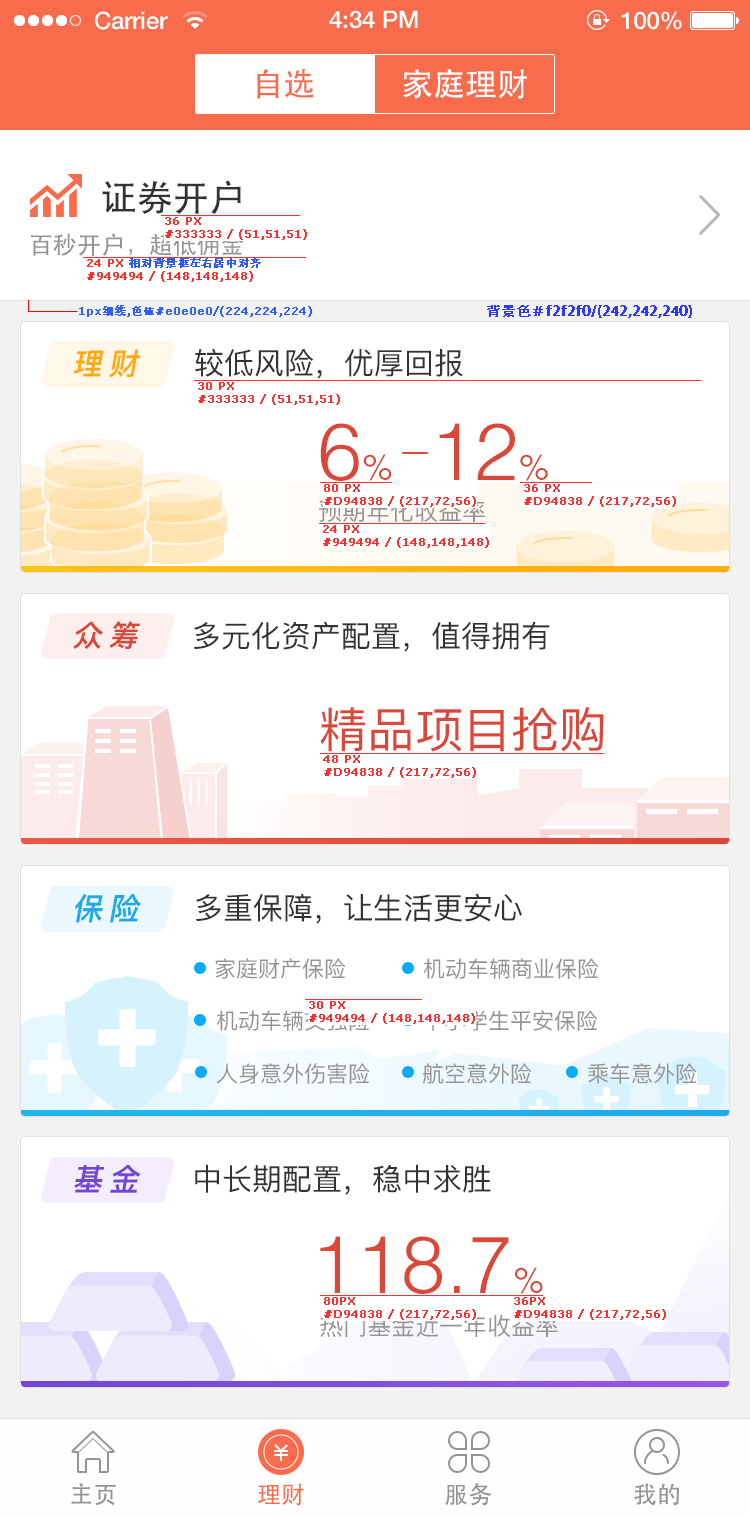 Carrier 4:34 PM 100%
自选 家庭理财
证券开户
36 PX
#333333 / (51,51,51)
百秒开户，超低佣金
24 PX 相对背景框左右居中对齐
#949494 / (148,148,148)
1px细线,色值#e0e0e0/(224,224,224) 背景色#f2f2f0/(242,242,240)
理财 较低风险，优厚回报
30 PX
#333333 / (51,51,51)
6%-12%
80 PX 36 PX
#D94838 / (217,72,56) #D94838 / (217,72,56)
预期年化收益率
24 PX
#949494 / (148,148,148)
众筹 多元化资产配置，值得拥有
精品项目抢购
48 PX
#D94838 / (217,72,56)
保险 多重保障，让生活更安心
家庭财产保险 机动车辆商业保险
30 PX
#949494 / (148,148,148)
机动车辆交强险 中小学生平安保险
人身意外伤害险 航空意外险 乘车意外险
基金 中长期配置，稳中求胜
118.7%
80PX 36PX
#D94838 / (217,72,56) #D94838 / (217,72,56)
热门基金近一年收益率
主页 理财 服务 我的